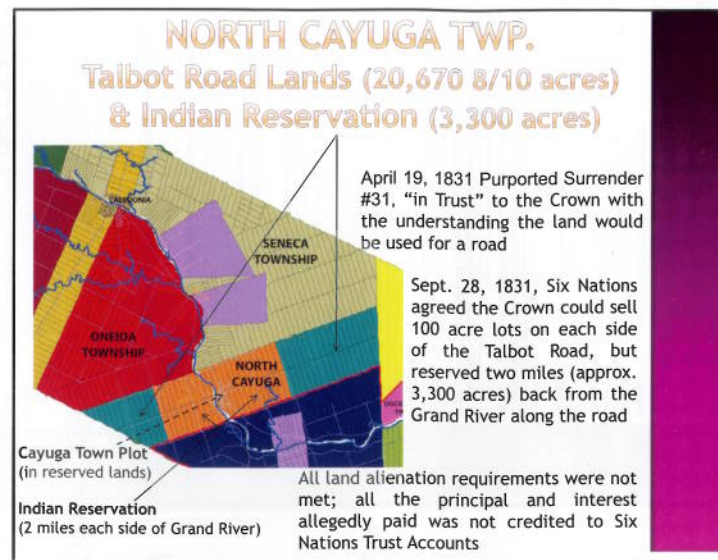 NORTH CAYUGA TWP.
Talbot Road Lands (20,670 8/10 acres)
& Indian Reservation (3,300 acres)
April 19, 1831 Purported Surrender
#31, “in Trust” to the Crown with
the understanding the land would
be used for a road
CALEDONIA
SENECA
TOWNSHIP
Sept. 28, 1831, Six Nations
agreed the Crown could sell
100 acre lots on each side
of the Talbot Road, but
reserved two miles (approx.
3,300 acres) back from the
Grand River along the road
ONEIDA
TOWNSHIP
NORTH
CAYUGA
Cayuga Town Plot
(in reserved lands)
Indian Reservation
(2 miles each side of Grand River)
All land alienation requirements were not
met; all the principal and interest
allegedly paid was not credited to Six
Nations Trust Accounts